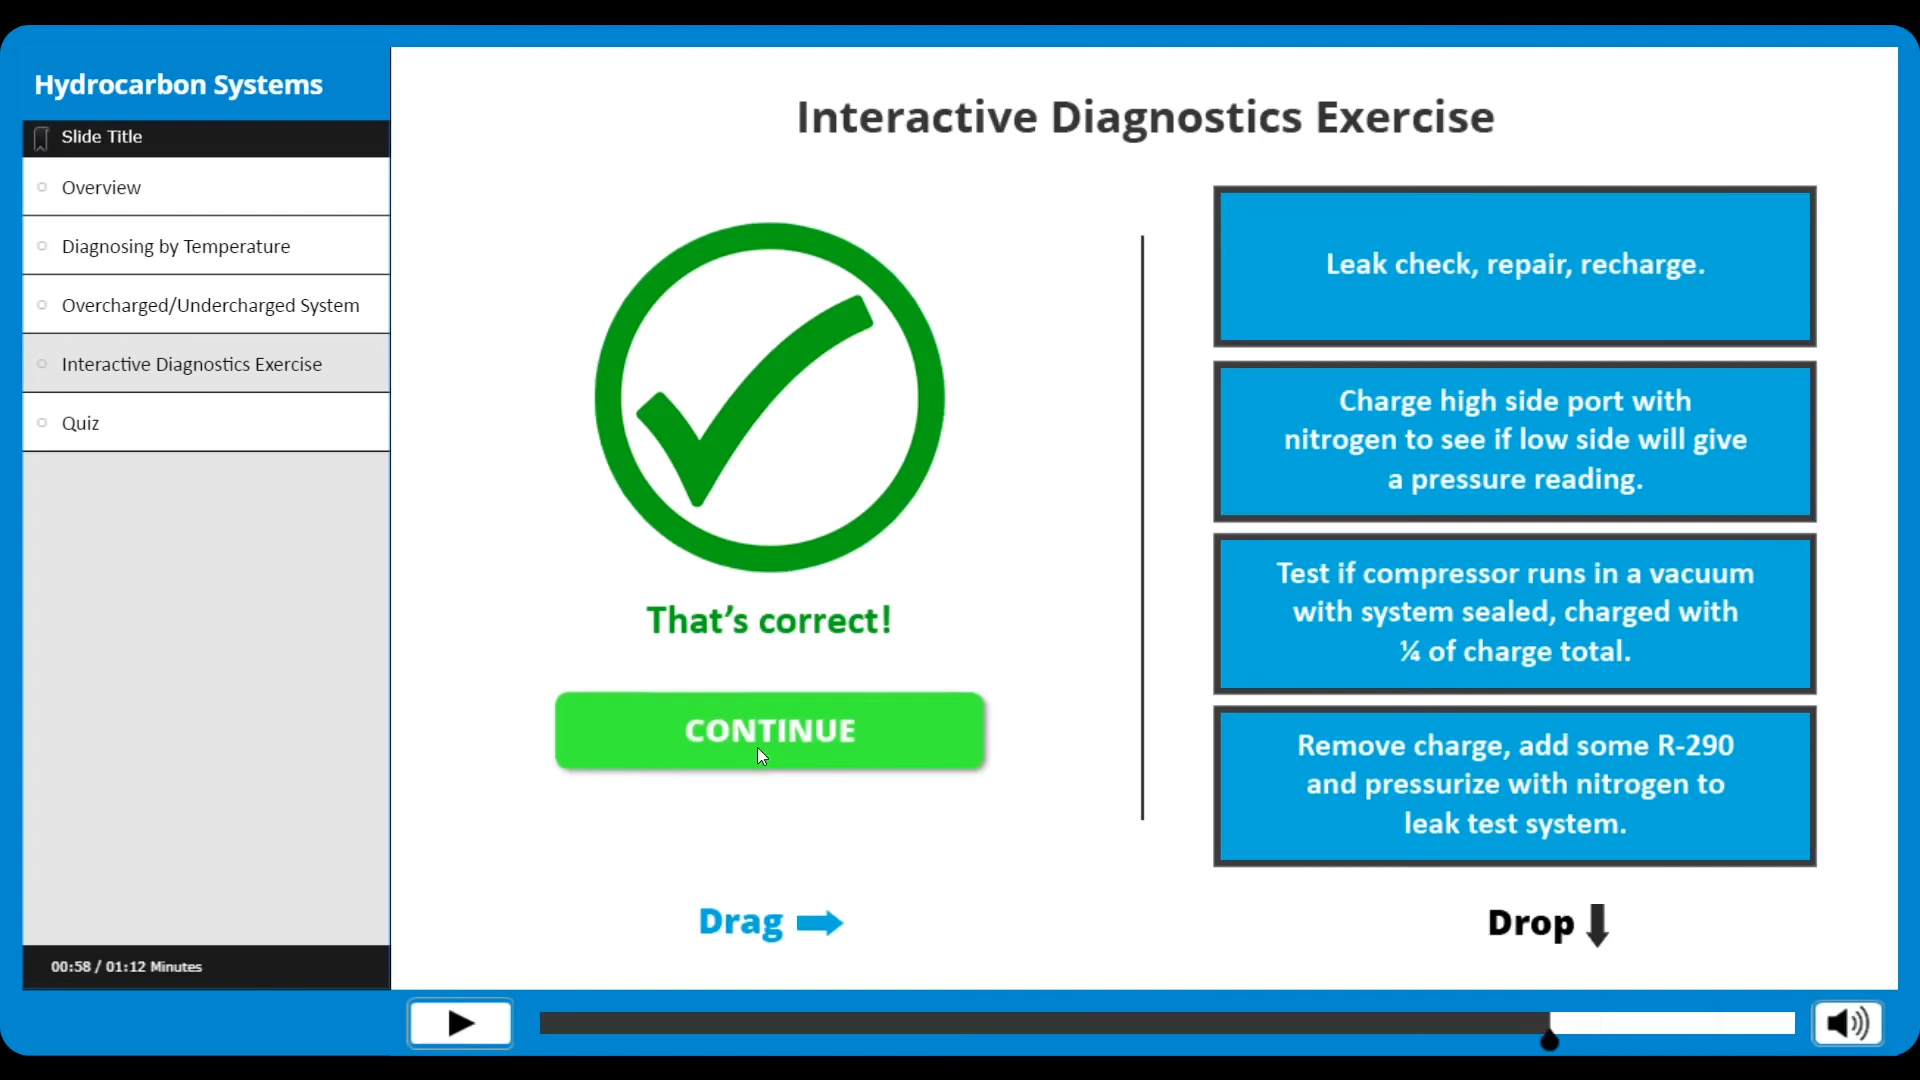 Hydrocarbon Systems
Slide Title
Overview
Diagnosing by Temperature
Overcharged/Undercharged System
Interactive Diagnostics Exercise
Quiz
00:58 / 01:12 Minutes
Interactive Diagnostics Exercise
That's correct!
CONTINUE
Drag
Leak check, repair, recharge.
Charge high side port with
nitrogen to see if low side will give
a pressure reading.
Test if compressor runs in a vacuum
with system sealed, charged with
¼ of charge total.
Remove charge, add some R-290
and pressurize with nitrogen to
leak test system.
Drop